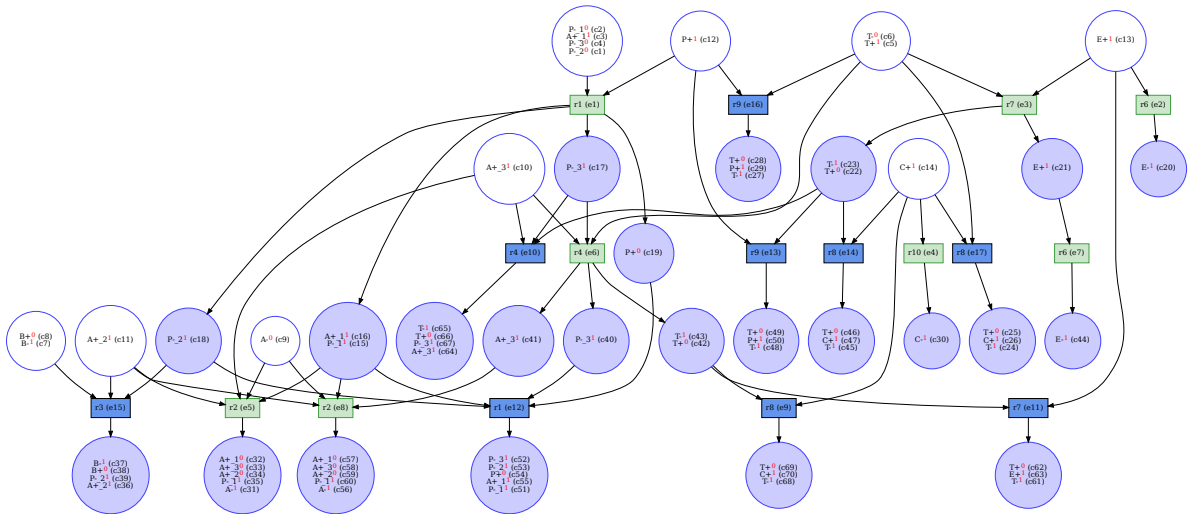 P-_1⁰ (c2)
A+_1¹ (c3)
P-_3⁰ (c4)
P-_2⁰ (c1)
P+¹ (c12)
T-⁰ (c6)
T+¹ (c5)
E+¹ (c13)
r1 (e1)
r9 (e16)
r7 (e3)
r6 (e2)
A+_3¹ (c10)
P-_3¹ (c17)
T+⁰ (c28)
P+¹ (c29)
T-¹ (c27)
T-¹ (c23)
T+⁰ (c22)
C+¹ (c14)
E+¹ (c21)
E-¹ (c20)
r4 (e10)
r4 (e6)
P+⁰ (c19)
r9 (e13)
r8 (e14)
r10 (e4)
r8 (e17)
r6 (e7)
B+⁰ (c8)
B-¹ (c7)
A+_2¹ (c11)
P-_2¹ (c18)
A-⁰ (c9)
A+_1¹ (c16)
P-_1¹ (c15)
T-¹ (c65)
T+⁰ (c66)
P-_3¹ (c67)
A+_3¹ (c64)
A+_3¹ (c41)
P-_3¹ (c40)
T-¹ (c43)
T+⁰ (c42)
T+⁰ (c49)
P+¹ (c50)
T-¹ (c48)
T+⁰ (c46)
C+¹ (c47)
T-¹ (c45)
C-¹ (c30)
T+⁰ (c25)
C+¹ (c26)
T-¹ (c24)
E-¹ (c44)
r3 (e15)
r2 (e5)
r2 (e8)
r1 (e12)
r8 (e9)
r7 (e11)
B-¹ (c37)
B+⁰ (c38)
P-_2¹ (c39)
A+_2¹ (c36)
A+_1⁰ (c32)
A+_3⁰ (c33)
A+_2⁰ (c34)
P-_1¹ (c35)
A-¹ (c31)
A+_1⁰ (c57)
A+_3⁰ (c58)
A+_2⁰ (c59)
P-_1¹ (c60)
A-¹ (c56)
P-_3¹ (c52)
P-_2¹ (c53)
P+⁰ (c54)
A+_1¹ (c55)
P-_1¹ (c51)
T+⁰ (c69)
C+¹ (c70)
T-¹ (c68)
T+⁰ (c62)
E+¹ (c63)
T-¹ (c61)